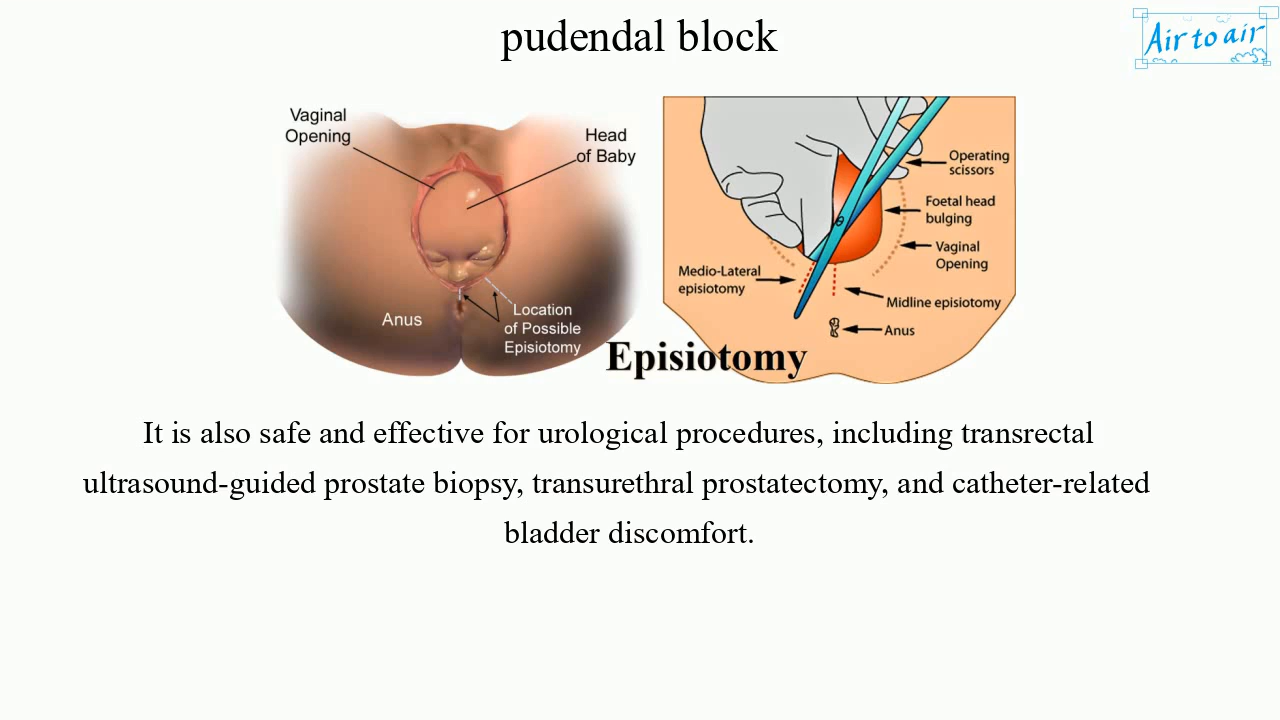 pudendal block
Air to air
Vaginal
Opening
Head
of Baby
Anus
Location
of Possible
Episiotomy
Operating
scissors
Foetal head
bulging
Vaginal
Opening
Medio-Lateral
episiotomy
Midline episiotomy
Anus
Episiotomy
It is also safe and effective for urological procedures, including transrectal
ultrasound-guided prostate biopsy, transurethral prostatectomy, and catheter-related
bladder discomfort.